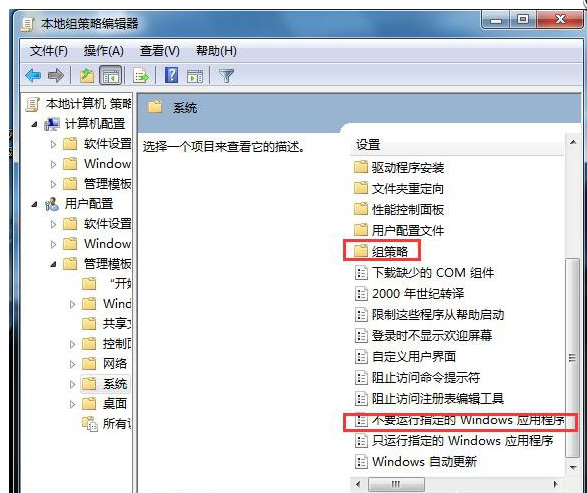 本地组策略编辑器
文件(F) 操作(A) 查看(V) 帮助(H)
本地计算机 策略
计算机配置
软件设置
Window
管理模板
用户配置
软件设置
Window
管理模板
"开始
Wind
共享文
控制面
网络
系统
桌面
所有设
系统
选择一个项目来查看它的描述。
设置
驱动程序安装
文件夹重定向
性能控制面板
用户配置文件
组策略
下载缺少的 COM 组件
2000 年世纪转译
限制这些程序从帮助启动
登录时不显示欢迎屏幕
自定义用户界面
阻止访问命令提示符
阻止访问注册表编辑工具
不要运行指定的 Windows 应用程序
只运行指定的 Windows 应用程序
Windows 自动更新